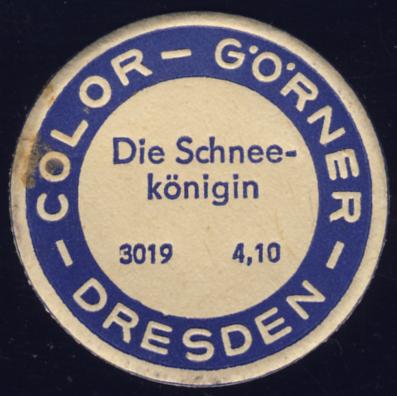 COLOR – GÖRNER – DRESDEN –
Die Schnee-
königin
3019 4,10